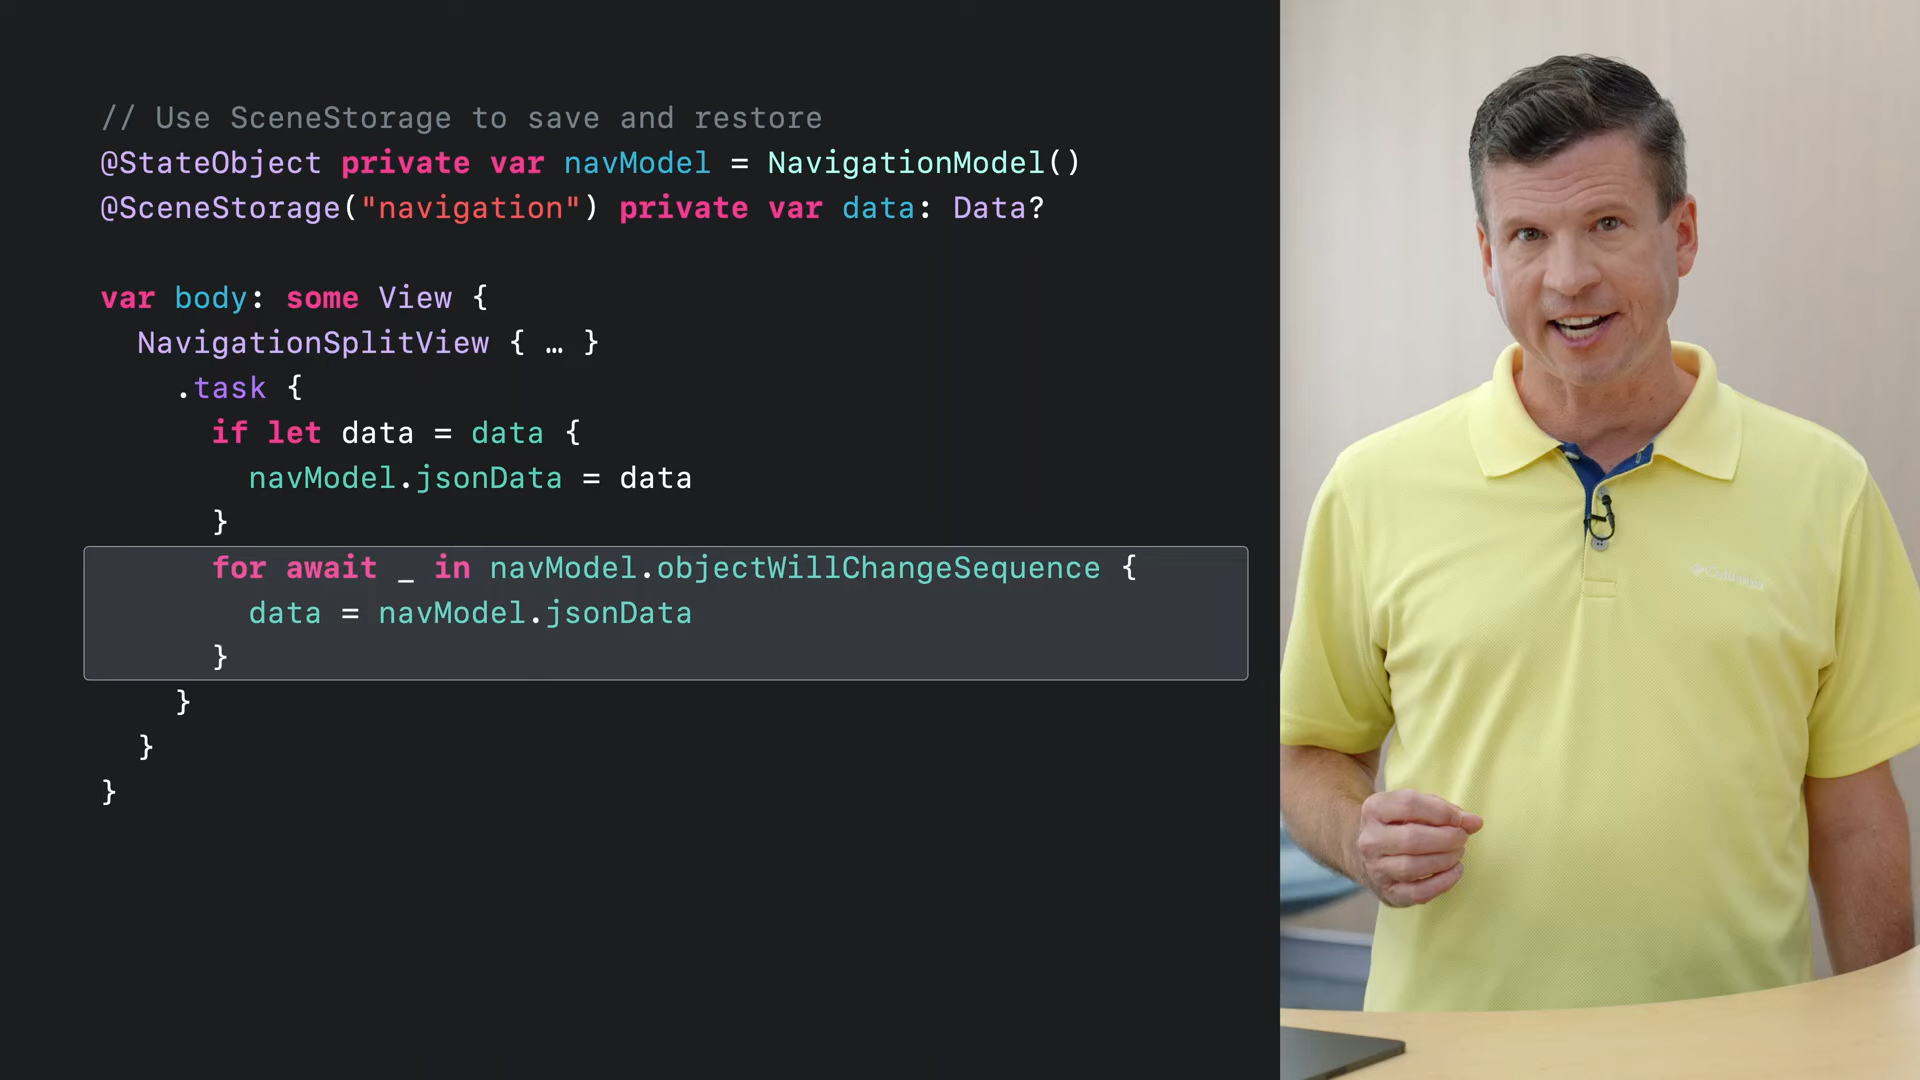 // Use SceneStorage to save and restore
@StateObject private var navModel = NavigationModel()
@SceneStorage("navigation") private var data: Data?
var body: some View {
NavigationSplitView { … }
.task {
if let data = data {
navModel.jsonData = data
}
for await _ in navModel.objectWillChangeSequence {
data = navModel.jsonData
}
}
}
}